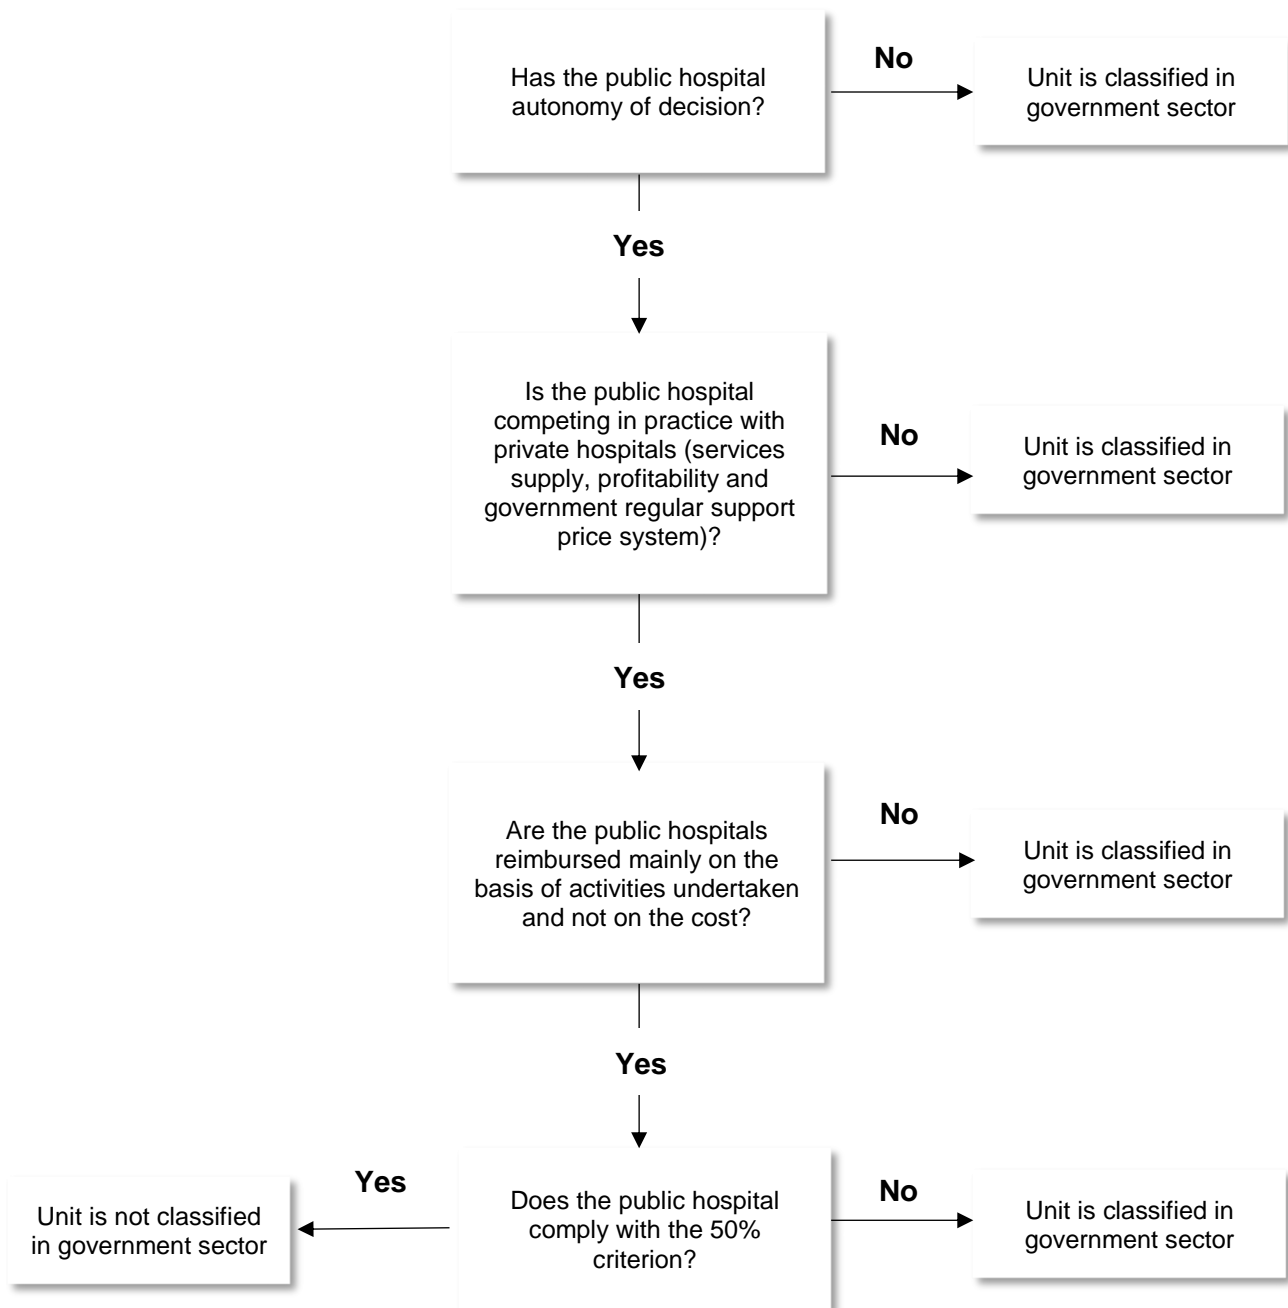 Has the public hospital
autonomy of decision?
No
Unit is classified in
government sector
Yes
Is the public hospital
competing in practice with
private hospitals (services
supply, profitability and
government regular support
price system)?
No
Unit is classified in
government sector
Yes
Are the public hospitals
reimbursed mainly on the
basis of activities undertaken
and not on the cost?
No
Unit is classified in
government sector
Yes
Does the public hospital
comply with the 50%
criterion?
Yes
Unit is not classified
in government sector
No
Unit is classified in
government sector